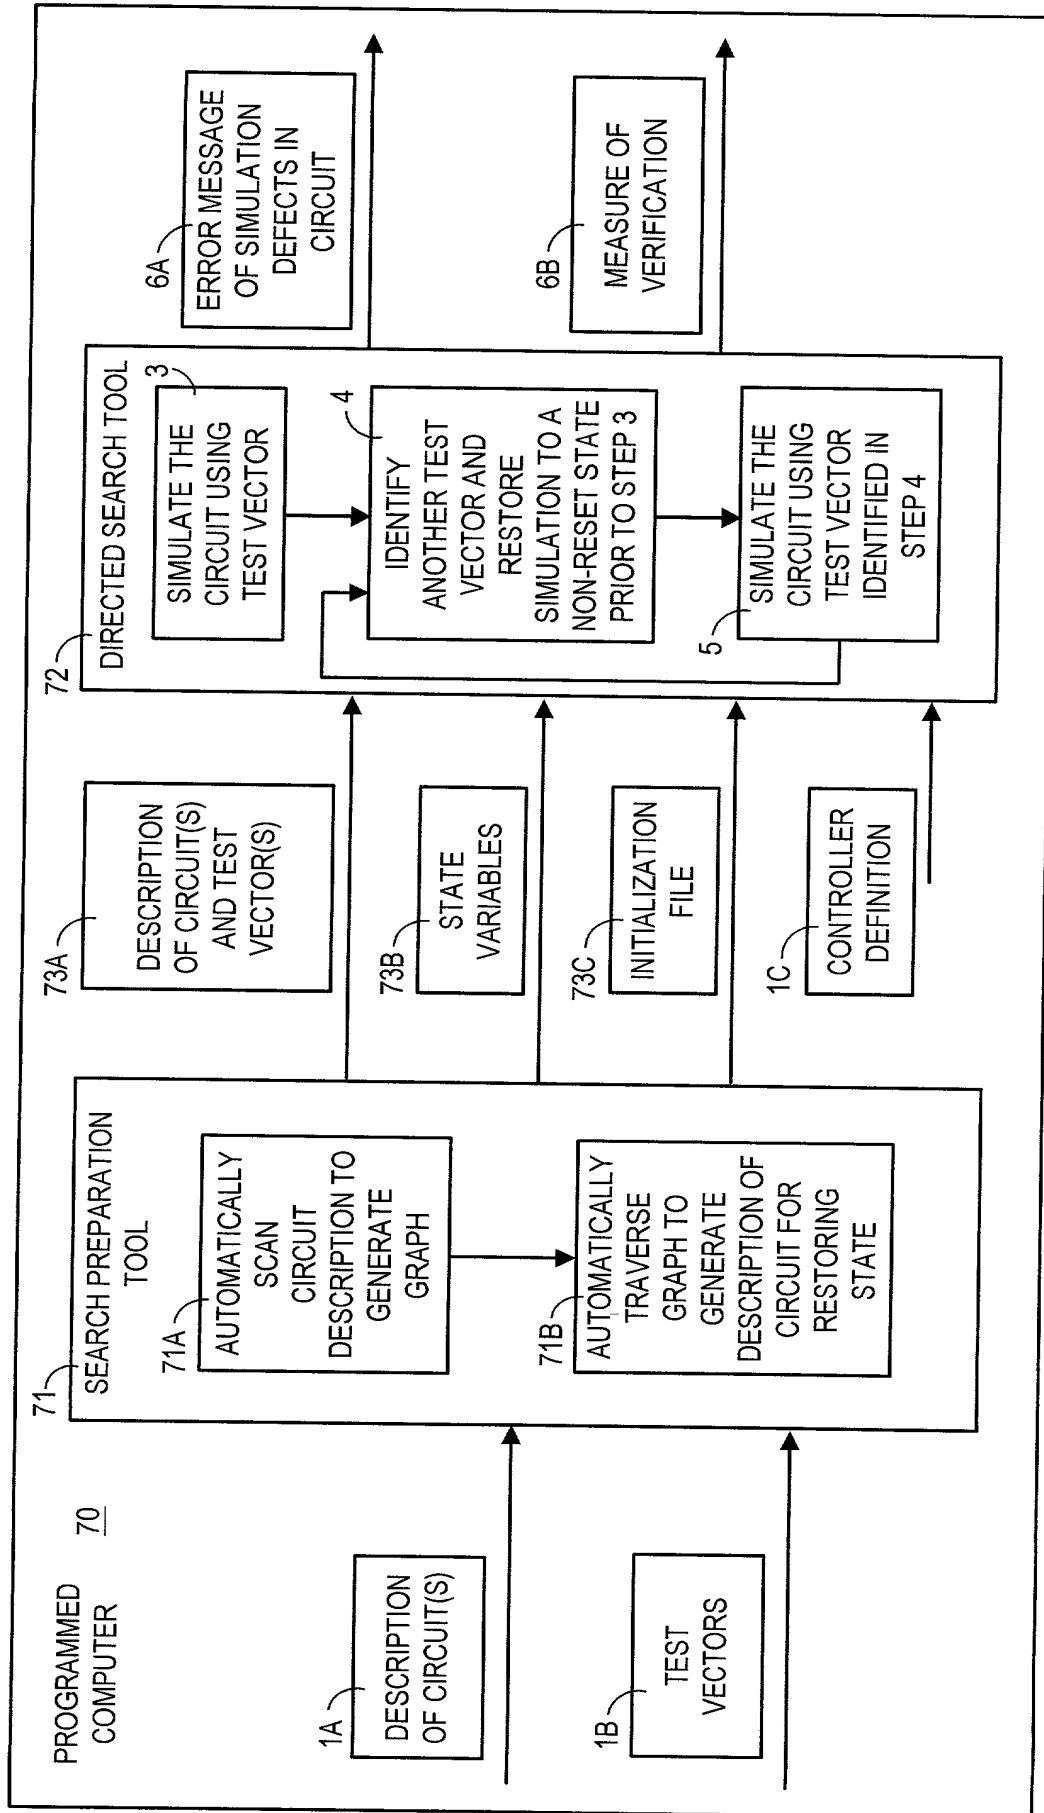 PROGRAMMED
COMPUTER
70
1A
DESCRIPTION
OF CIRCUIT(S)
1B
TEST
VECTORS
71
SEARCH PREPARATION
TOOL
71A
AUTOMATICALLY
SCAN
CIRCUIT
DESCRIPTION TO
GENERATE
GRAPH
71B
AUTOMATICALLY
TRAVERSE
GRAPH TO
GENERATE
DESCRIPTION OF
CIRCUIT FOR
RESTORING
STATE
73A
DESCRIPTION
OF CIRCUIT(S)
AND TEST
VECTOR(S)
73B
STATE
VARIABLES
73C
INITIALIZATION
FILE
1C
CONTROLLER
DEFINITION
72
DIRECTED SEARCH TOOL
3
SIMULATE THE
CIRCUIT USING
TEST VECTOR
4
IDENTIFY
ANOTHER TEST
VECTOR AND
RESTORE
SIMULATION TO A
NON-RESET STATE
PRIOR TO STEP 3
5
SIMULATE THE
CIRCUIT USING
TEST VECTOR
IDENTIFIED IN
STEP 4
6A
ERROR MESSAGE
OF SIMULATION
DEFECTS IN
CIRCUIT
6B
MEASURE OF
VERIFICATION